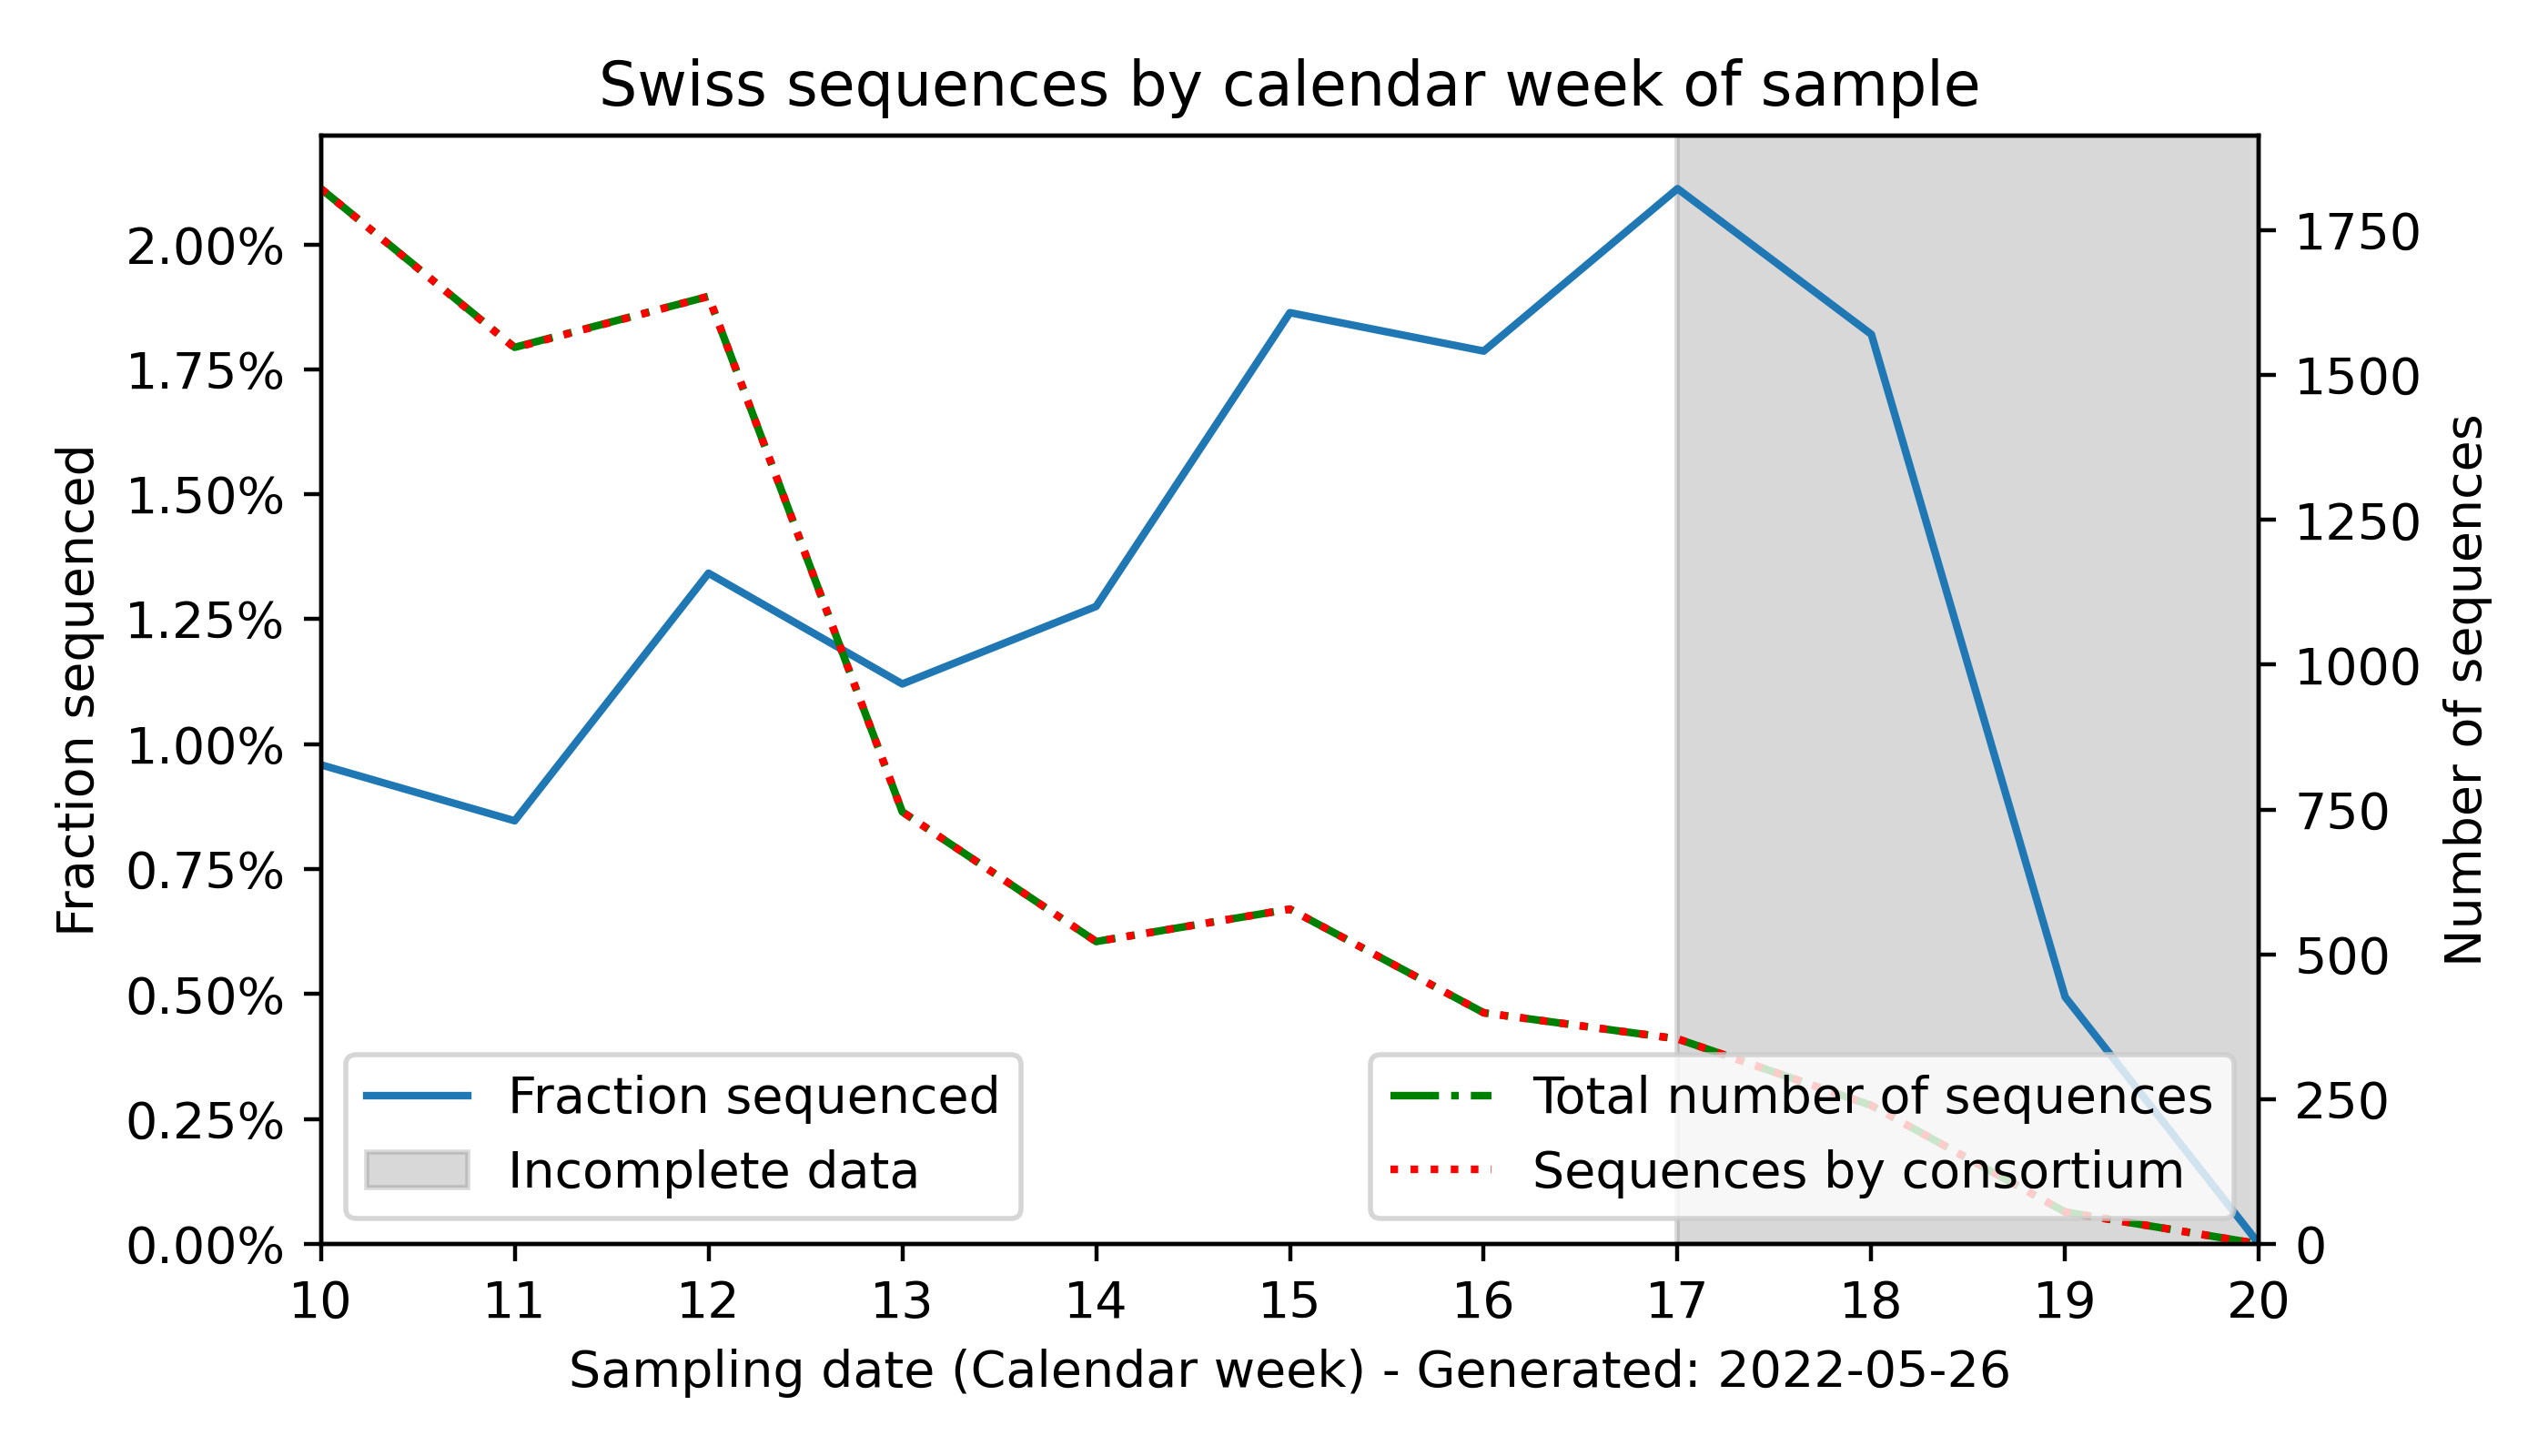 Swiss sequences by calendar week of sample
Fraction sequenced
2.00%
1.75%
1.50%
1.25%
1.00%
0.75%
0.50%
0.25%
0.00%
1750
1500
1250
1000
750
500
250
0
Number of sequences
Fraction sequenced
Incomplete data
Total number of sequences
Sequences by consortium
10 11 12 13 14 15 16 17 18 19 20
Sampling date (Calendar week) - Generated: 2022-05-26